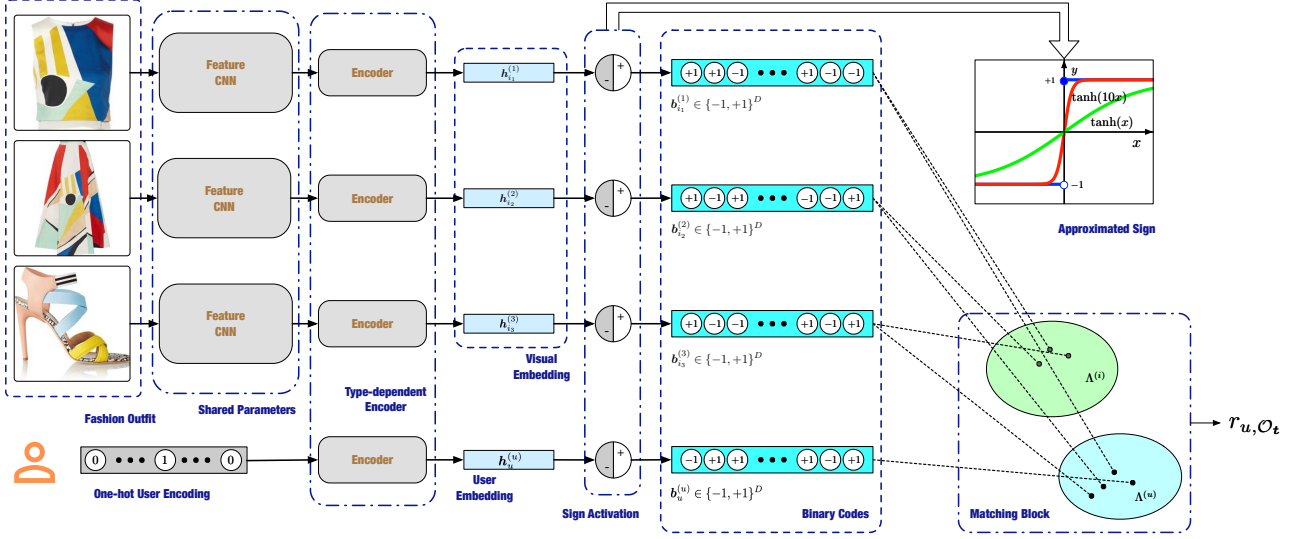 Feature
CNN
Encoder
h_{i_1}^{(1)}
- +
+1 +1 -1 ••• +1 -1 -1
b_{i_1}^{(1)} ∈ {-1, +1}^D
+1
y
tanh(10x)
tanh(x)
x
-1
Approximated Sign
Feature
CNN
Encoder
h_{i_2}^{(2)}
- +
+1 -1 +1 ••• -1 -1 +1
b_{i_2}^{(2)} ∈ {-1, +1}^D
Feature
CNN
Encoder
h_{i_3}^{(3)}
- +
+1 -1 -1 ••• +1 -1 +1
b_{i_3}^{(3)} ∈ {-1, +1}^D
Visual
Embedding
Type-dependent
Encoder
Shared Parameters
Fashion Outfit
Λ^{(i)}
r_{u,O_t}
0 ••• 1 ••• 0
One-hot User Encoding
Encoder
h_u^{(u)}
User
Embedding
- +
Sign Activation
-1 +1 +1 ••• +1 -1 +1
b_u^{(u)} ∈ {-1, +1}^D
Binary Codes
Λ^{(u)}
Matching Block